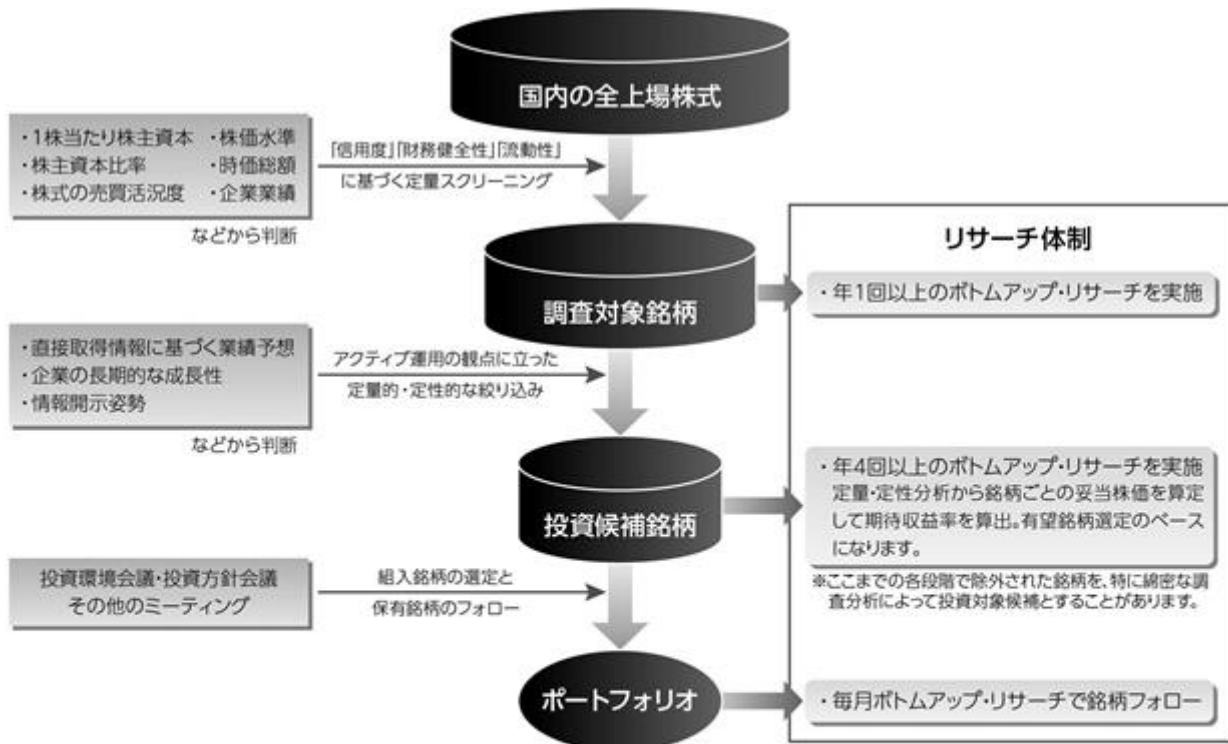 国内の全上場株式
・1株当たり株主資本 ・株価水準
・株主資本比率 ・時価総額
・株式の売買活況度 ・企業業績
などから判断
「信用度」「財務健全性」「流動性」
に基づく定量スクリーニング
リサーチ体制
調査対象銘柄
・年1回以上のボトムアップ・リサーチを実施
・直接取得情報に基づく業績予想
・企業の長期的な成長性
・情報開示姿勢
などから判断
アクティブ運用の観点に立った
定量的・定性的な絞り込み
投資候補銘柄
・年4回以上のボトムアップ・リサーチを実施
定量・定性分析から銘柄ごとの妥当株価を算定
して期待収益率を算出。有望銘柄選定のベース
になります。
※ここまでの各段階で除外された銘柄を、特に綿密な調
査分析によって投資対象候補とすることがあります。
投資環境会議・投資方針会議
その他のミーティング
組入銘柄の選定と
保有銘柄のフォロー
ポートフォリオ
・毎月ボトムアップ・リサーチで銘柄フォロー